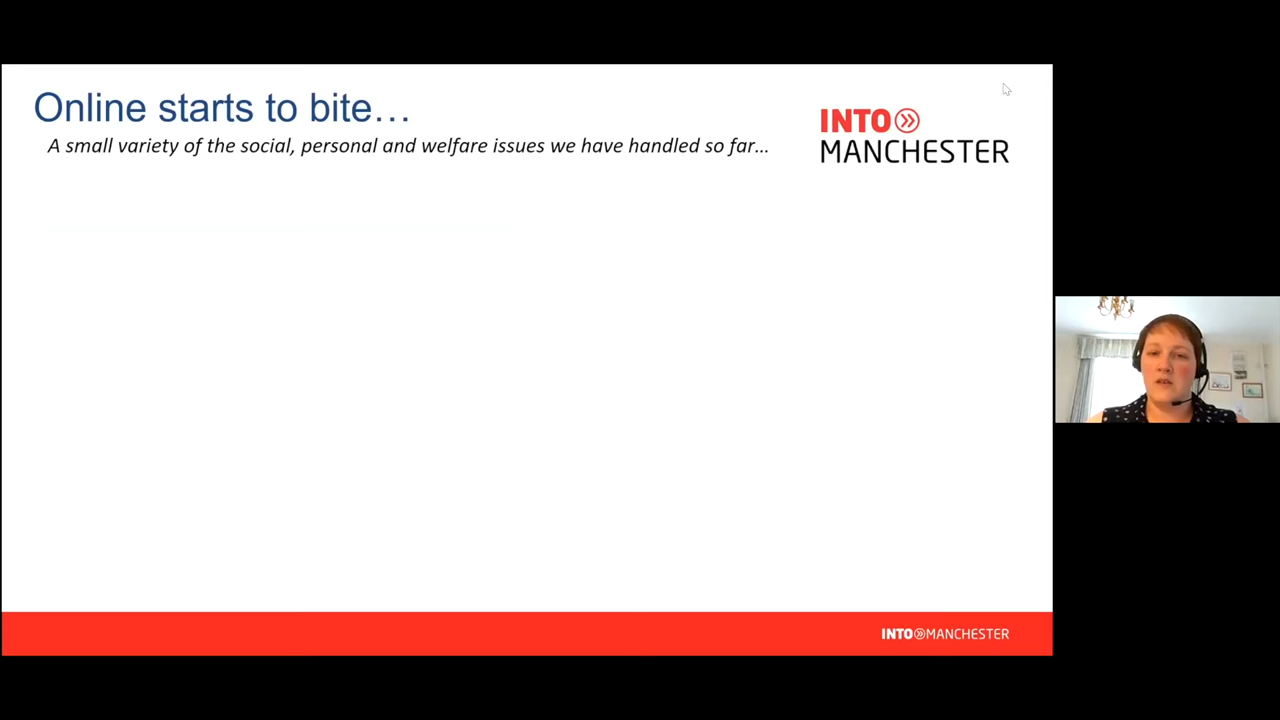 Online starts to bite…
A small variety of the social, personal and welfare issues we have handled so far…
INTO
MANCHESTER
INTO MANCHESTER